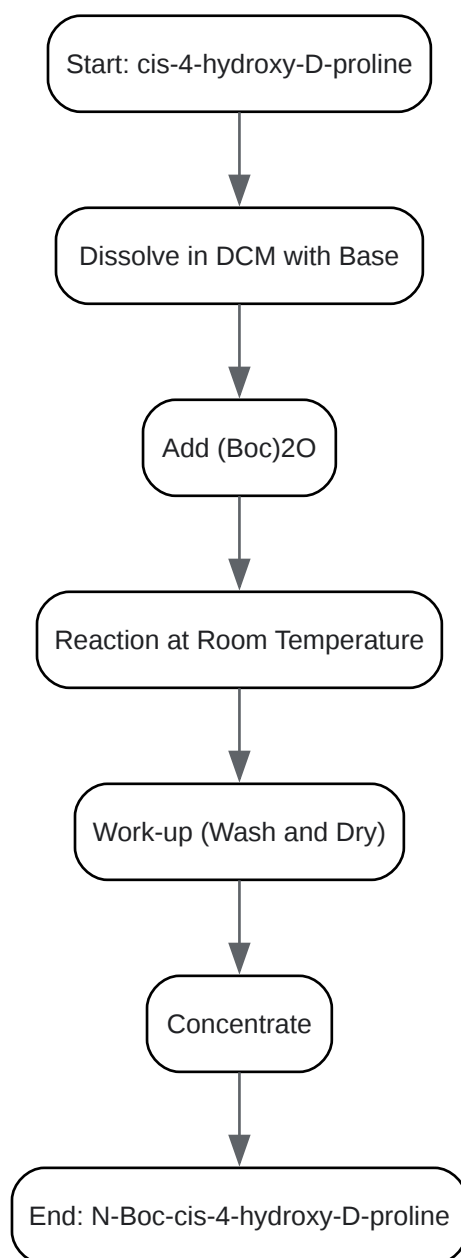 Start: cis-4-hydroxy-D-proline
Dissolve in DCM with Base
Add (Boc)2O
Reaction at Room Temperature
Work-up (Wash and Dry)
Concentrate
End: N-Boc-cis-4-hydroxy-D-proline